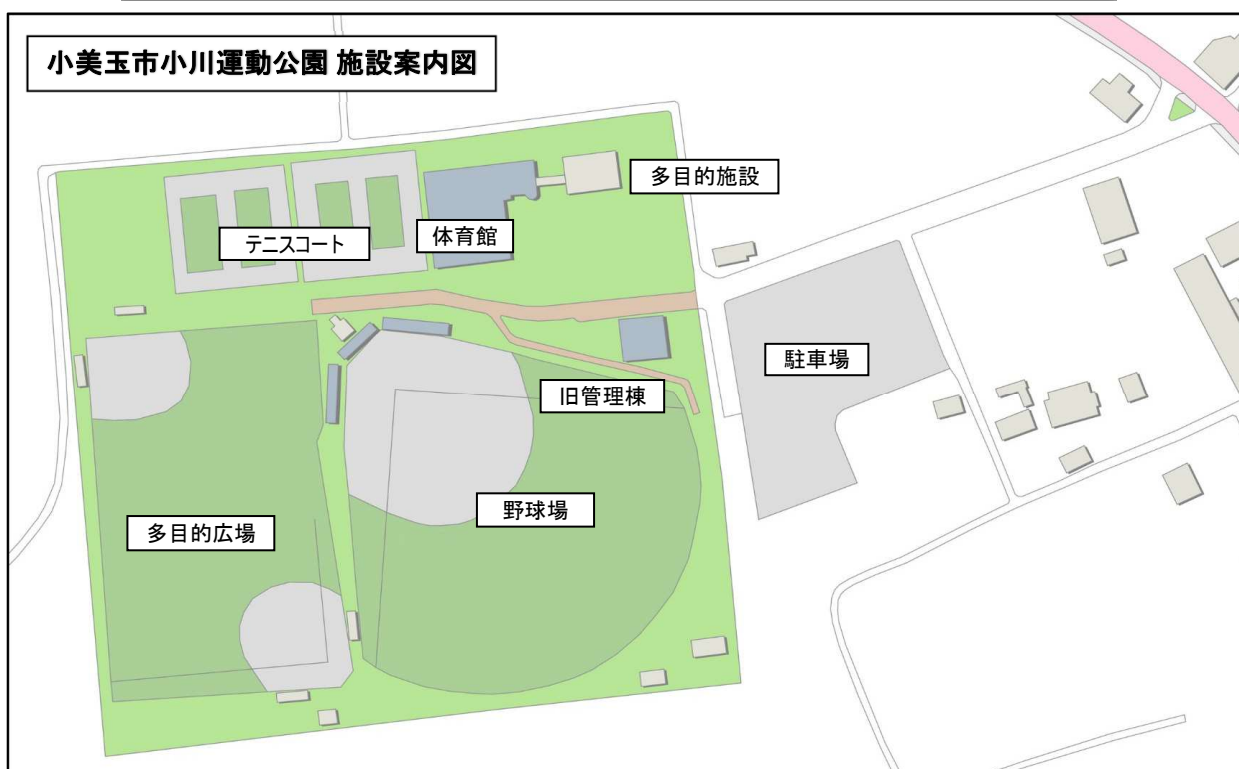 小美玉市小川運動公園 施設案内図
多目的施設
体育館
テニスコート
駐車場
旧管理棟
野球場
多目的広場